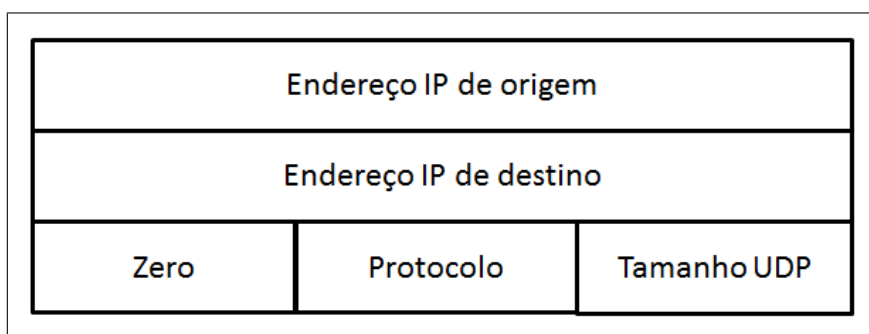 Endereço IP de origem
Endereço IP de destino
Zero Protocolo Tamanho UDP